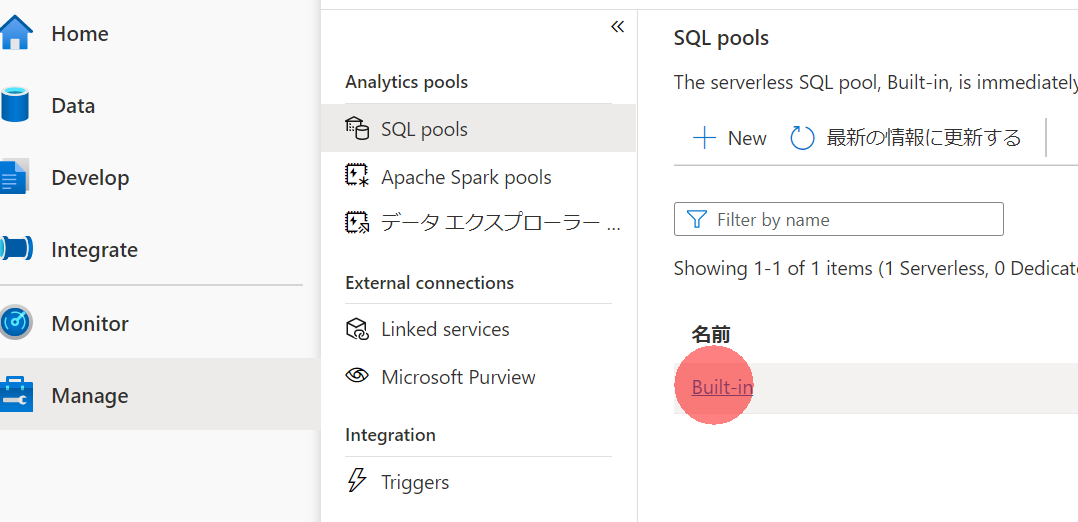 Home
Data
Develop
Integrate
Monitor
Manage
«
Analytics pools
SQL pools
Apache Spark pools
データ エクスプローラー ...
External connections
Linked services
Microsoft Purview
Integration
Triggers
SQL pools
The serverless SQL pool, Built-in, is immediately
New 最新の情報に更新する
Filter by name
Showing 1-1 of 1 items (1 Serverless, 0 Dedicate
名前
Built-in